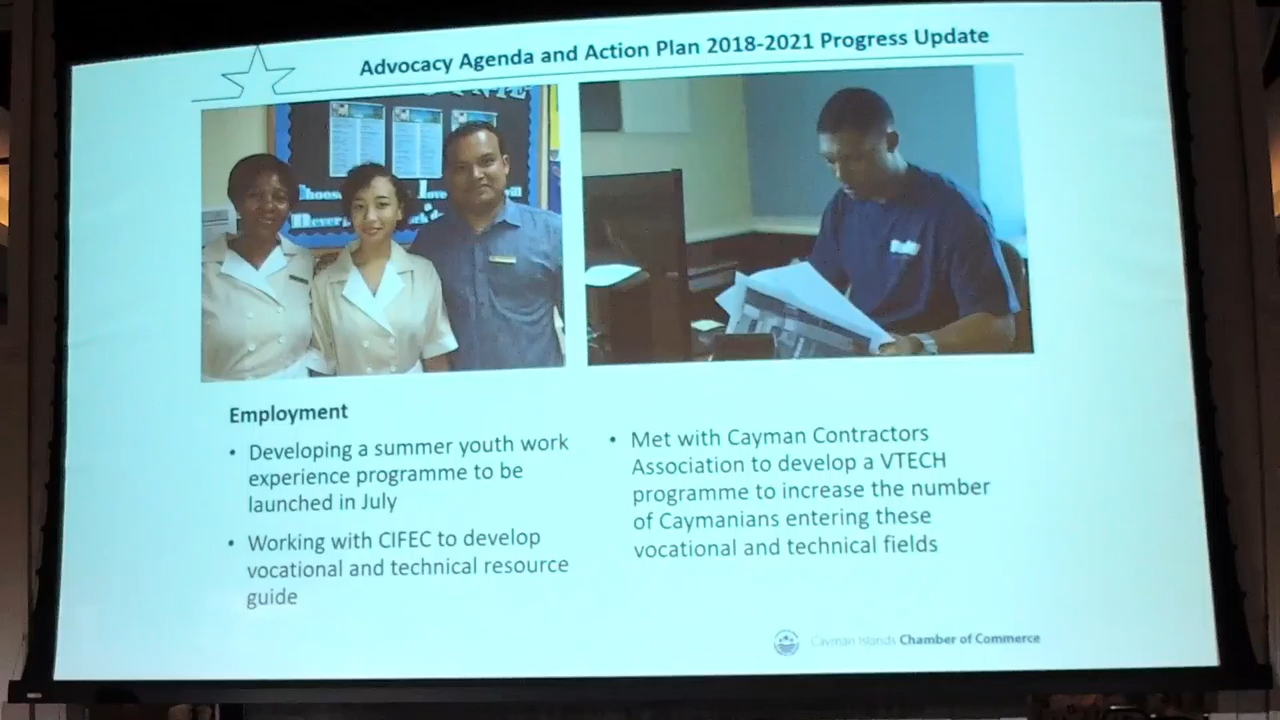 Advocacy Agenda and Action Plan 2018-2021 Progress Update
Employment
• Developing a summer youth work
experience programme to be
launched in July
• Working with CIFEC to develop
vocational and technical resource
guide
• Met with Cayman Contractors
Association to develop a VTECH
programme to increase the number
of Caymanians entering these
vocational and technical fields
Cayman Islands Chamber of Commerce